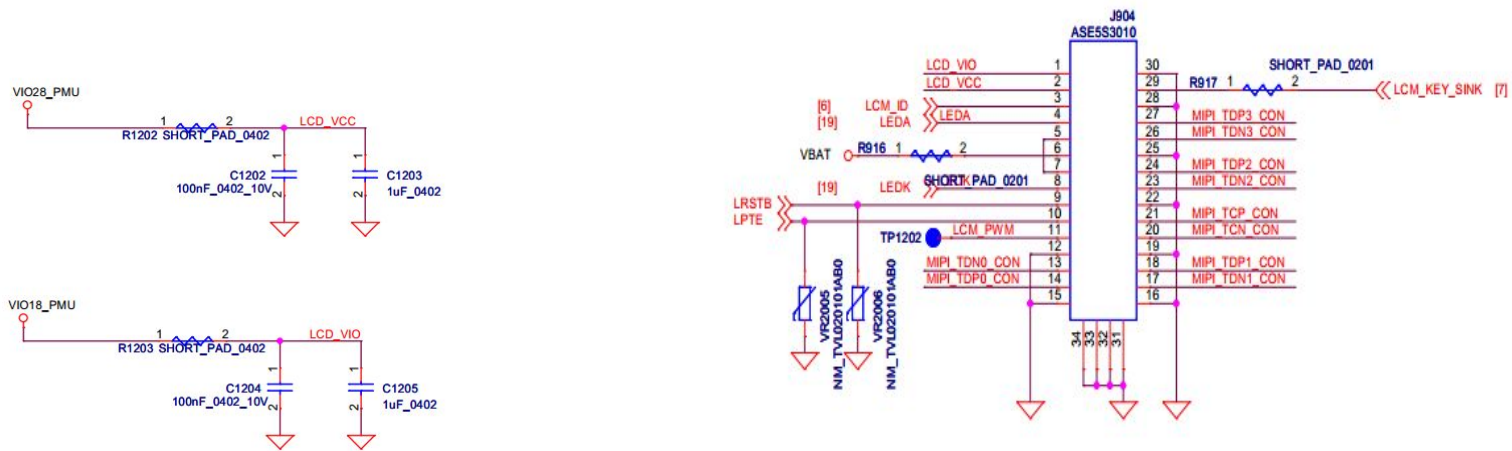 J904
ASE5S3010
VIO28_PMU
1 2 LCD_VCC
R1202 SHORT_PAD_0402
1 1
C1202 C1203
100nF_0402_10V 1uF_0402
2 2
VIO18_PMU
1 2 LCD_VIO
R1203 SHORT_PAD_0402
1 1
C1204 C1205
100nF_0402_10V 1uF_0402
2 2
LCD_VIO 1 30 SHORT_PAD_0201
LCD_VCC 2 29 R917 1 2 LCM_KEY_SINK [7]
[6] LCM_ID 3 28
[19] LEDA LEDA 4 27 MIPI_TDP3_CON
5 26 MIPI_TDN3_CON
VBAT R916 1 2 6 25
7 24 MIPI_TDP2_CON
[19] LEDK SHORT_PAD_0201 8 23 MIPI_TDN2_CON
LRSTB 9 22
LPTE 10 21 MIPI_TCP_CON
TP1202 LCM_PWM 11 20 MIPI_TCN_CON
12 19
MIPI_TDN0_CON 13 18 MIPI_TDP1_CON
MIPI_TDP0_CON 14 17 MIPI_TDN1_CON
15 16
34 33 32 31
VR2005
NM_TVL020101AB0
VR2006
NM_TVL020101AB0